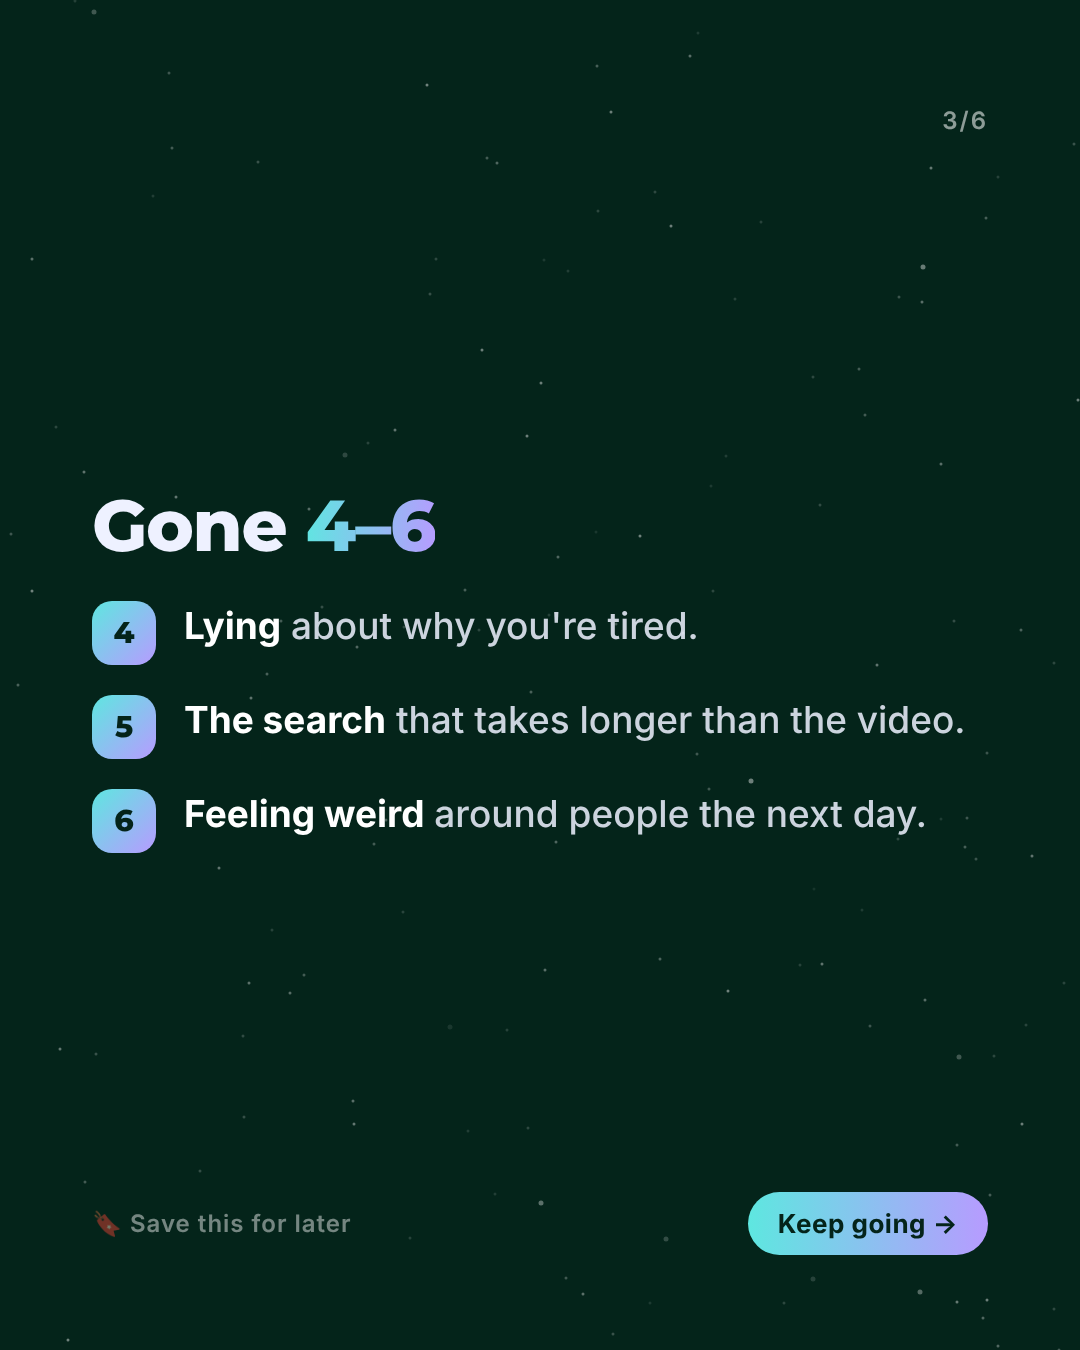 3/6
Gone 4–6
4 Lying about why you're tired.
5 The search that takes longer than the video.
6 Feeling weird around people the next day.
🔖 Save this for later
Keep going →